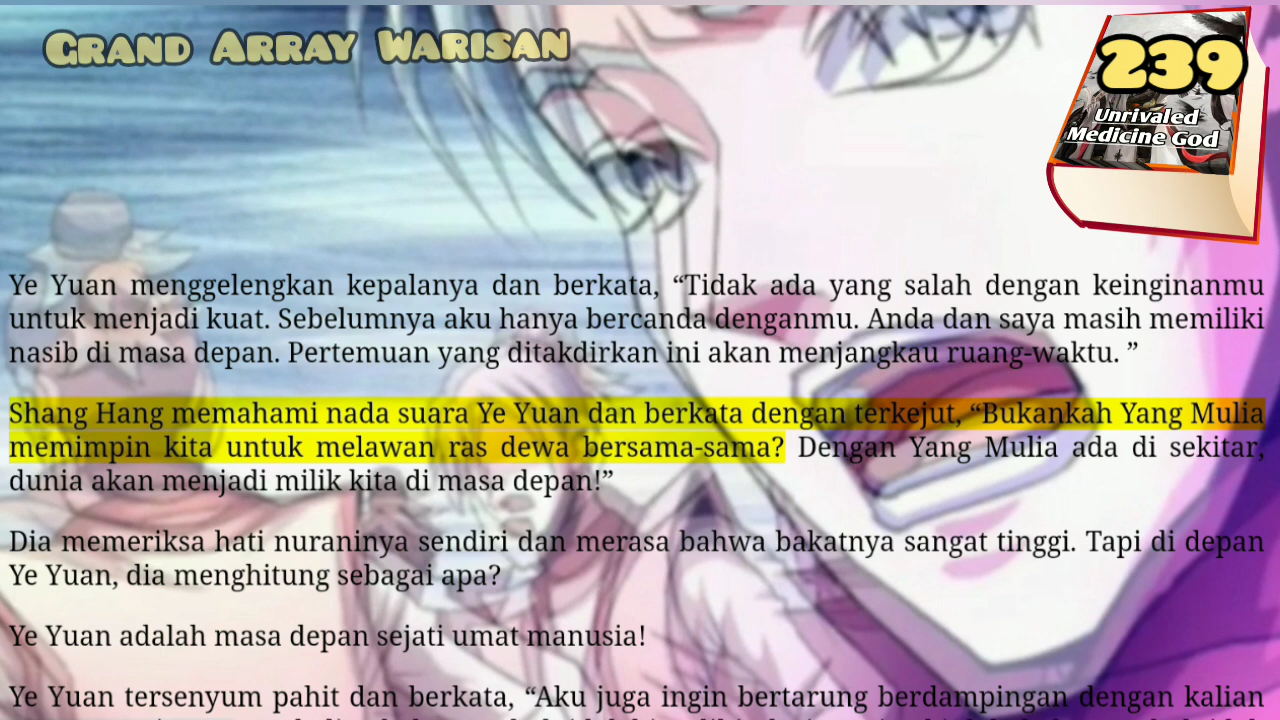 Grand Array Warisan
239
Unrivaled
Medicine God
Ye Yuan menggelengkan kepalanya dan berkata, “Tidak ada yang salah dengan keinginanmu
untuk menjadi kuat. Sebelumnya aku hanya bercanda denganmu. Anda dan saya masih memiliki
nasib di masa depan. Pertemuan yang ditakdirkan ini akan menjangkau ruang-waktu. ”
Shang Hang memahami nada suara Ye Yuan dan berkata dengan terkejut, “Bukankah Yang Mulia
memimpin kita untuk melawan ras dewa bersama-sama? Dengan Yang Mulia ada di sekitar,
dunia akan menjadi milik kita di masa depan!”
Dia memeriksa hati nuraninya sendiri dan merasa bahwa bakatnya sangat tinggi. Tapi di depan
Ye Yuan, dia menghitung sebagai apa?
Ye Yuan adalah masa depan sejati umat manusia!
Ye Yuan tersenyum pahit dan berkata, “Aku juga ingin bertarung berdampingan dengan kalian